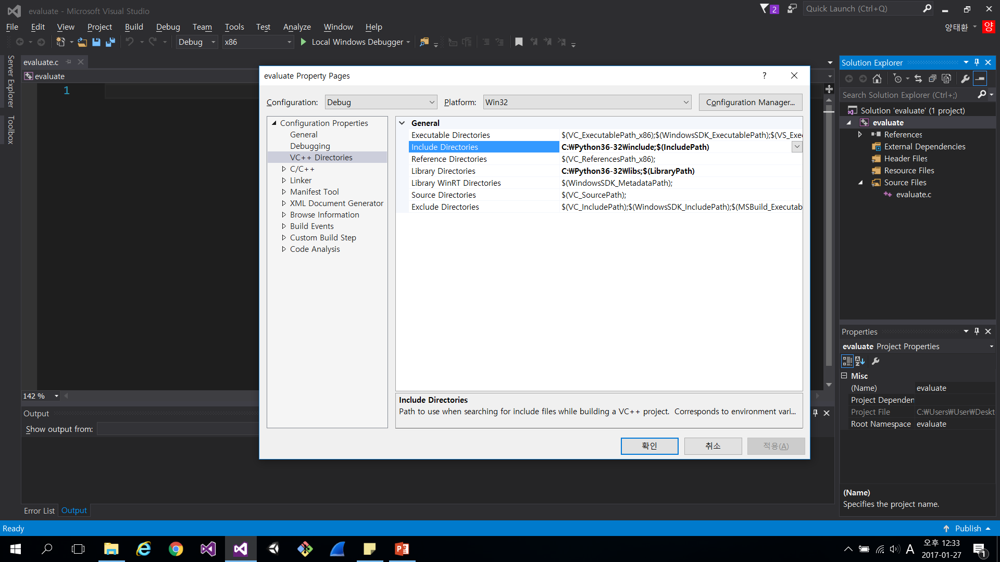 evaluate - Microsoft Visual Studio
2
Quick Launch (Ctrl+Q)
File Edit View Project Build Debug Team Tools Test Analyze Window Help
양태환 양
Debug x86 Local Windows Debugger
Server Explorer
Toolbox
evaluate.c
evaluate
1
142 %
Output
Show output from:
Error List Output
evaluate Property Pages
Configuration: Debug Platform: Win32 Configuration Manager...
Configuration Properties
General
Debugging
VC++ Directories
C/C++
Linker
Manifest Tool
XML Document Generator
Browse Information
Build Events
Custom Build Step
Code Analysis
General
Executable Directories $(VC_ExecutablePath_x86);$(WindowsSDK_ExecutablePath);$(VS_Exe
Include Directories C:₩Python36-32₩include;$(IncludePath)
Reference Directories $(VC_ReferencesPath_x86);
Library Directories C:₩Python36-32₩libs;$(LibraryPath)
Library WinRT Directories $(WindowsSDK_MetadataPath);
Source Directories $(VC_SourcePath);
Exclude Directories $(VC_IncludePath);$(WindowsSDK_IncludePath);$(MSBuild_Executab
Include Directories
Path to use when searching for include files while building a VC++ project. Corresponds to environment vari...
확인 취소 적용(A)
Solution Explorer
Search Solution Explorer (Ctrl+;)
Solution 'evaluate' (1 project)
evaluate
References
External Dependencies
Header Files
Resource Files
Source Files
evaluate.c
Properties
evaluate Project Properties
Misc
(Name) evaluate
Project Dependen
Project File C:₩Users₩User₩Deskt
Root Namespace evaluate
(Name)
Specifies the project name.
Ready Publish
A
오후 12:33
2017-01-27
1